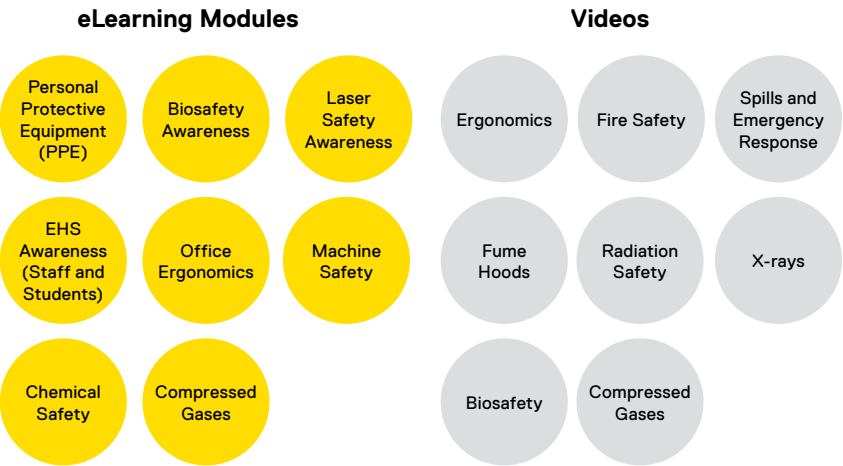 eLearning Modules
Personal
Protective
Equipment
(PPE)
Biosafety
Awareness
Laser
Safety
Awareness
EHS
Awareness
(Staff and
Students)
Office
Ergonomics
Machine
Safety
Chemical
Safety
Compressed
Gases
Videos
Ergonomics
Fire Safety
Spills and
Emergency
Response
Fume
Hoods
Radiation
Safety
X-rays
Biosafety
Compressed
Gases